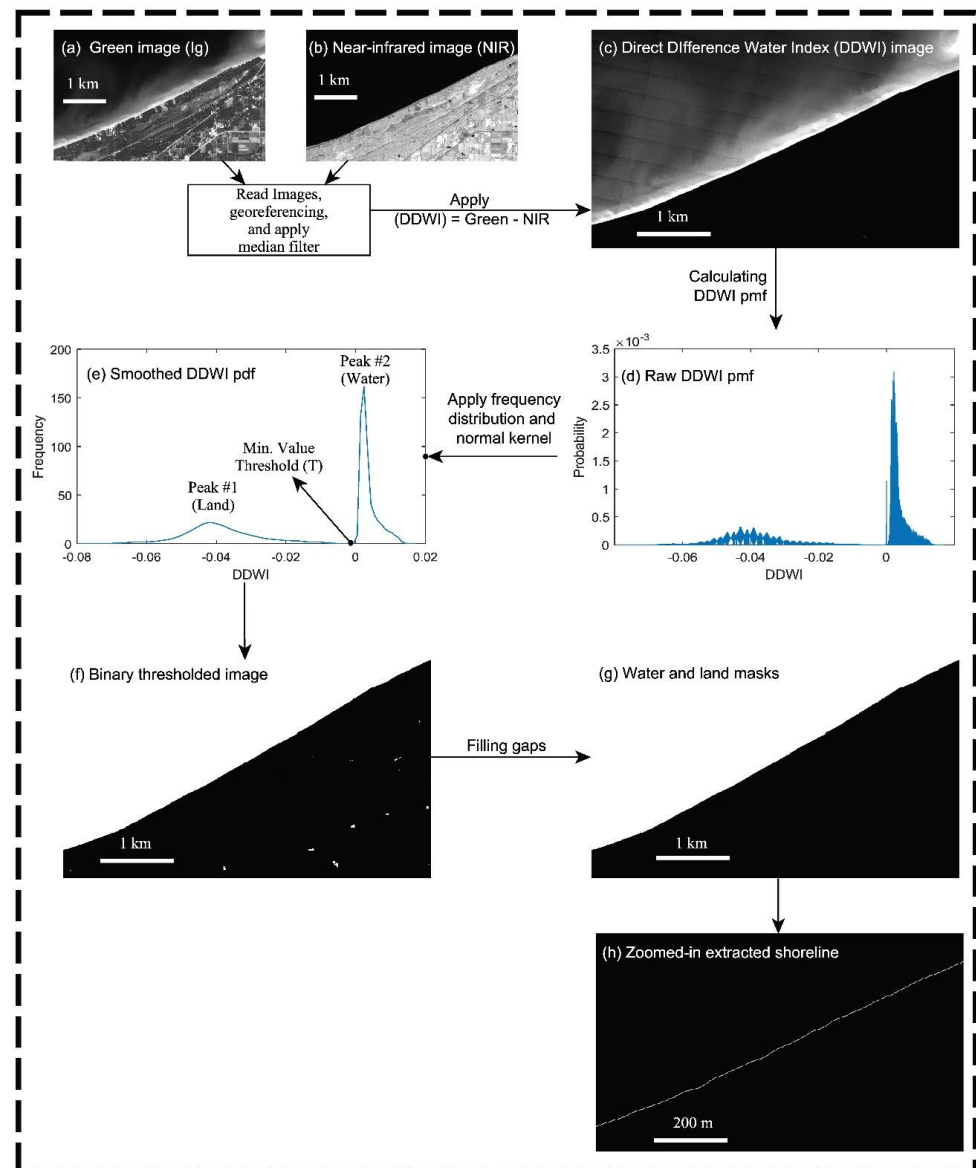 (a) Green image (Ig)
1 km
(b) Near-infrared image (NIR)
1 km
(c) Direct DIfference Water Index (DDWI) image
1 km
Read Images,
georeferencing,
and apply
median filter
Apply
(DDWI) = Green - NIR
Calculating
DDWI pmf
(e) Smoothed DDWI pdf
Peak #2
(Water)
Min. Value
Threshold (T)
Peak #1
(Land)
Frequency
200
150
100
50
0
-0.08 -0.06 -0.04 -0.02 0 0.02
DDWI
Apply frequency
distribution and
normal kernel
×10⁻³
(d) Raw DDWI pmf
Probability
3.5
3
2.5
2
1.5
1
0.5
0
-0.06 -0.04 -0.02 0
DDWI
(f) Binary thresholded image
1 km
Filling gaps
(g) Water and land masks
1 km
(h) Zoomed-in extracted shoreline
200 m